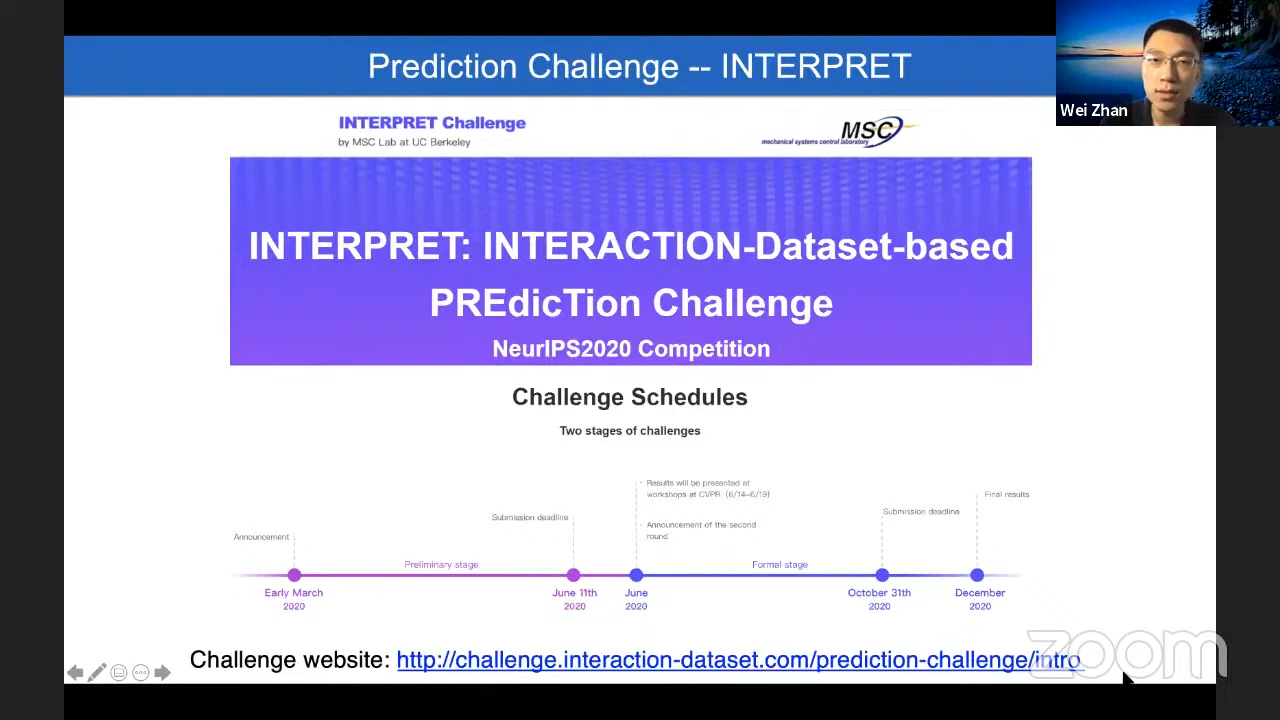 Prediction Challenge -- INTERPRET
Wei Zhan
INTERPRET Challenge
by MSC Lab at UC Berkeley
MSC
mechanical systems control laboratory
INTERPRET: INTERACTION-Dataset-based
PREdicTion Challenge
NeurIPS2020 Competition
Challenge Schedules
Two stages of challenges
· Results will be presented at
workshops at CVPR (6/14–6/19)
Final results
Submission deadline
Submission deadline
· Announcement of the second
round
Announcement
Preliminary stage
Formal stage
Early March
2020
June 11th
2020
June
2020
October 31th
2020
December
2020
Challenge website: http://challenge.interaction-dataset.com/prediction-challenge/intro
zoom